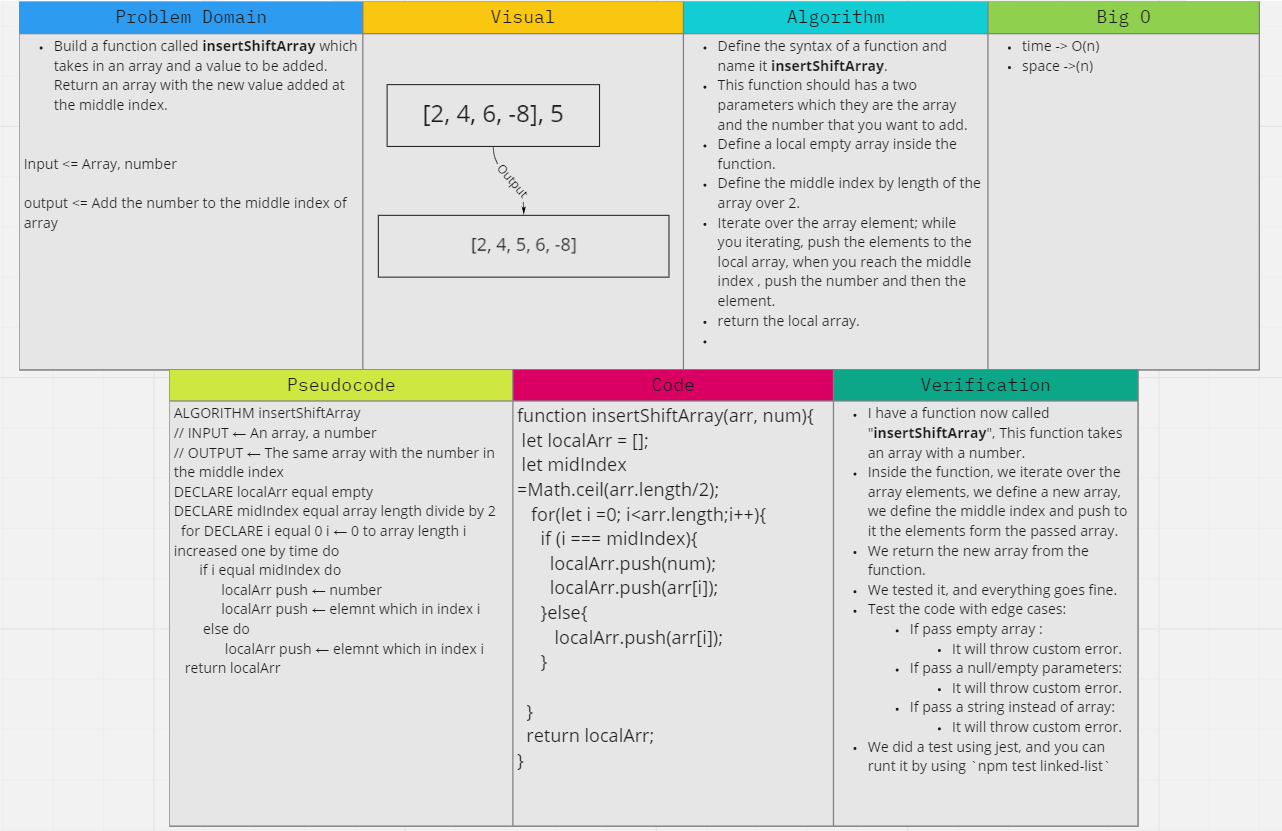 Problem Domain
Build a function called insertShiftArray which
takes in an array and a value to be added.
Return an array with the new value added at
the middle index.
Input <= Array, number
output <= Add the number to the middle index of
array
Visual
[2, 4, 6, -8], 5
Output
[2, 4, 5, 6, -8]
Algorithm
Define the syntax of a function and
name it insertShiftArray.
This function should has a two
parameters which they are the array
and the number that you want to add.
Define a local empty array inside the
function.
Define the middle index by length of the
array over 2.
Iterate over the array element; while
you iterating, push the elements to the
local array, when you reach the middle
index , push the number and then the
element.
return the local array.
Big O
time -> O(n)
space ->(n)
Pseudocode
ALGORITHM insertShiftArray
// INPUT ← An array, a number
// OUTPUT ← The same array with the number in
the middle index
DECLARE localArr equal empty
DECLARE midIndex equal array length divide by 2
for DECLARE i equal 0 i ← 0 to array length i
increased one by time do
if i equal midIndex do
localArr push ← number
localArr push ← elemnt which in index i
else do
localArr push ← elemnt which in index i
return localArr
Code
function insertShiftArray(arr, num){
let localArr = [];
let midIndex
=Math.ceil(arr.length/2);
for(let i =0; i<arr.length;i++){
if (i === midIndex){
localArr.push(num);
localArr.push(arr[i]);
}else{
localArr.push(arr[i]);
}
}
return localArr;
}
Verification
I have a function now called
"insertShiftArray", This function takes
an array with a number.
Inside the function, we iterate over the
array elements, we define a new array,
we define the middle index and push to
it the elements form the passed array.
We return the new array from the
function.
We tested it, and everything goes fine.
Test the code with edge cases:
If pass empty array :
It will throw custom error.
If pass a null/empty parameters:
It will throw custom error.
If pass a string instead of array:
It will throw custom error.
We did a test using jest, and you can
runt it by using `npm test linked-list`